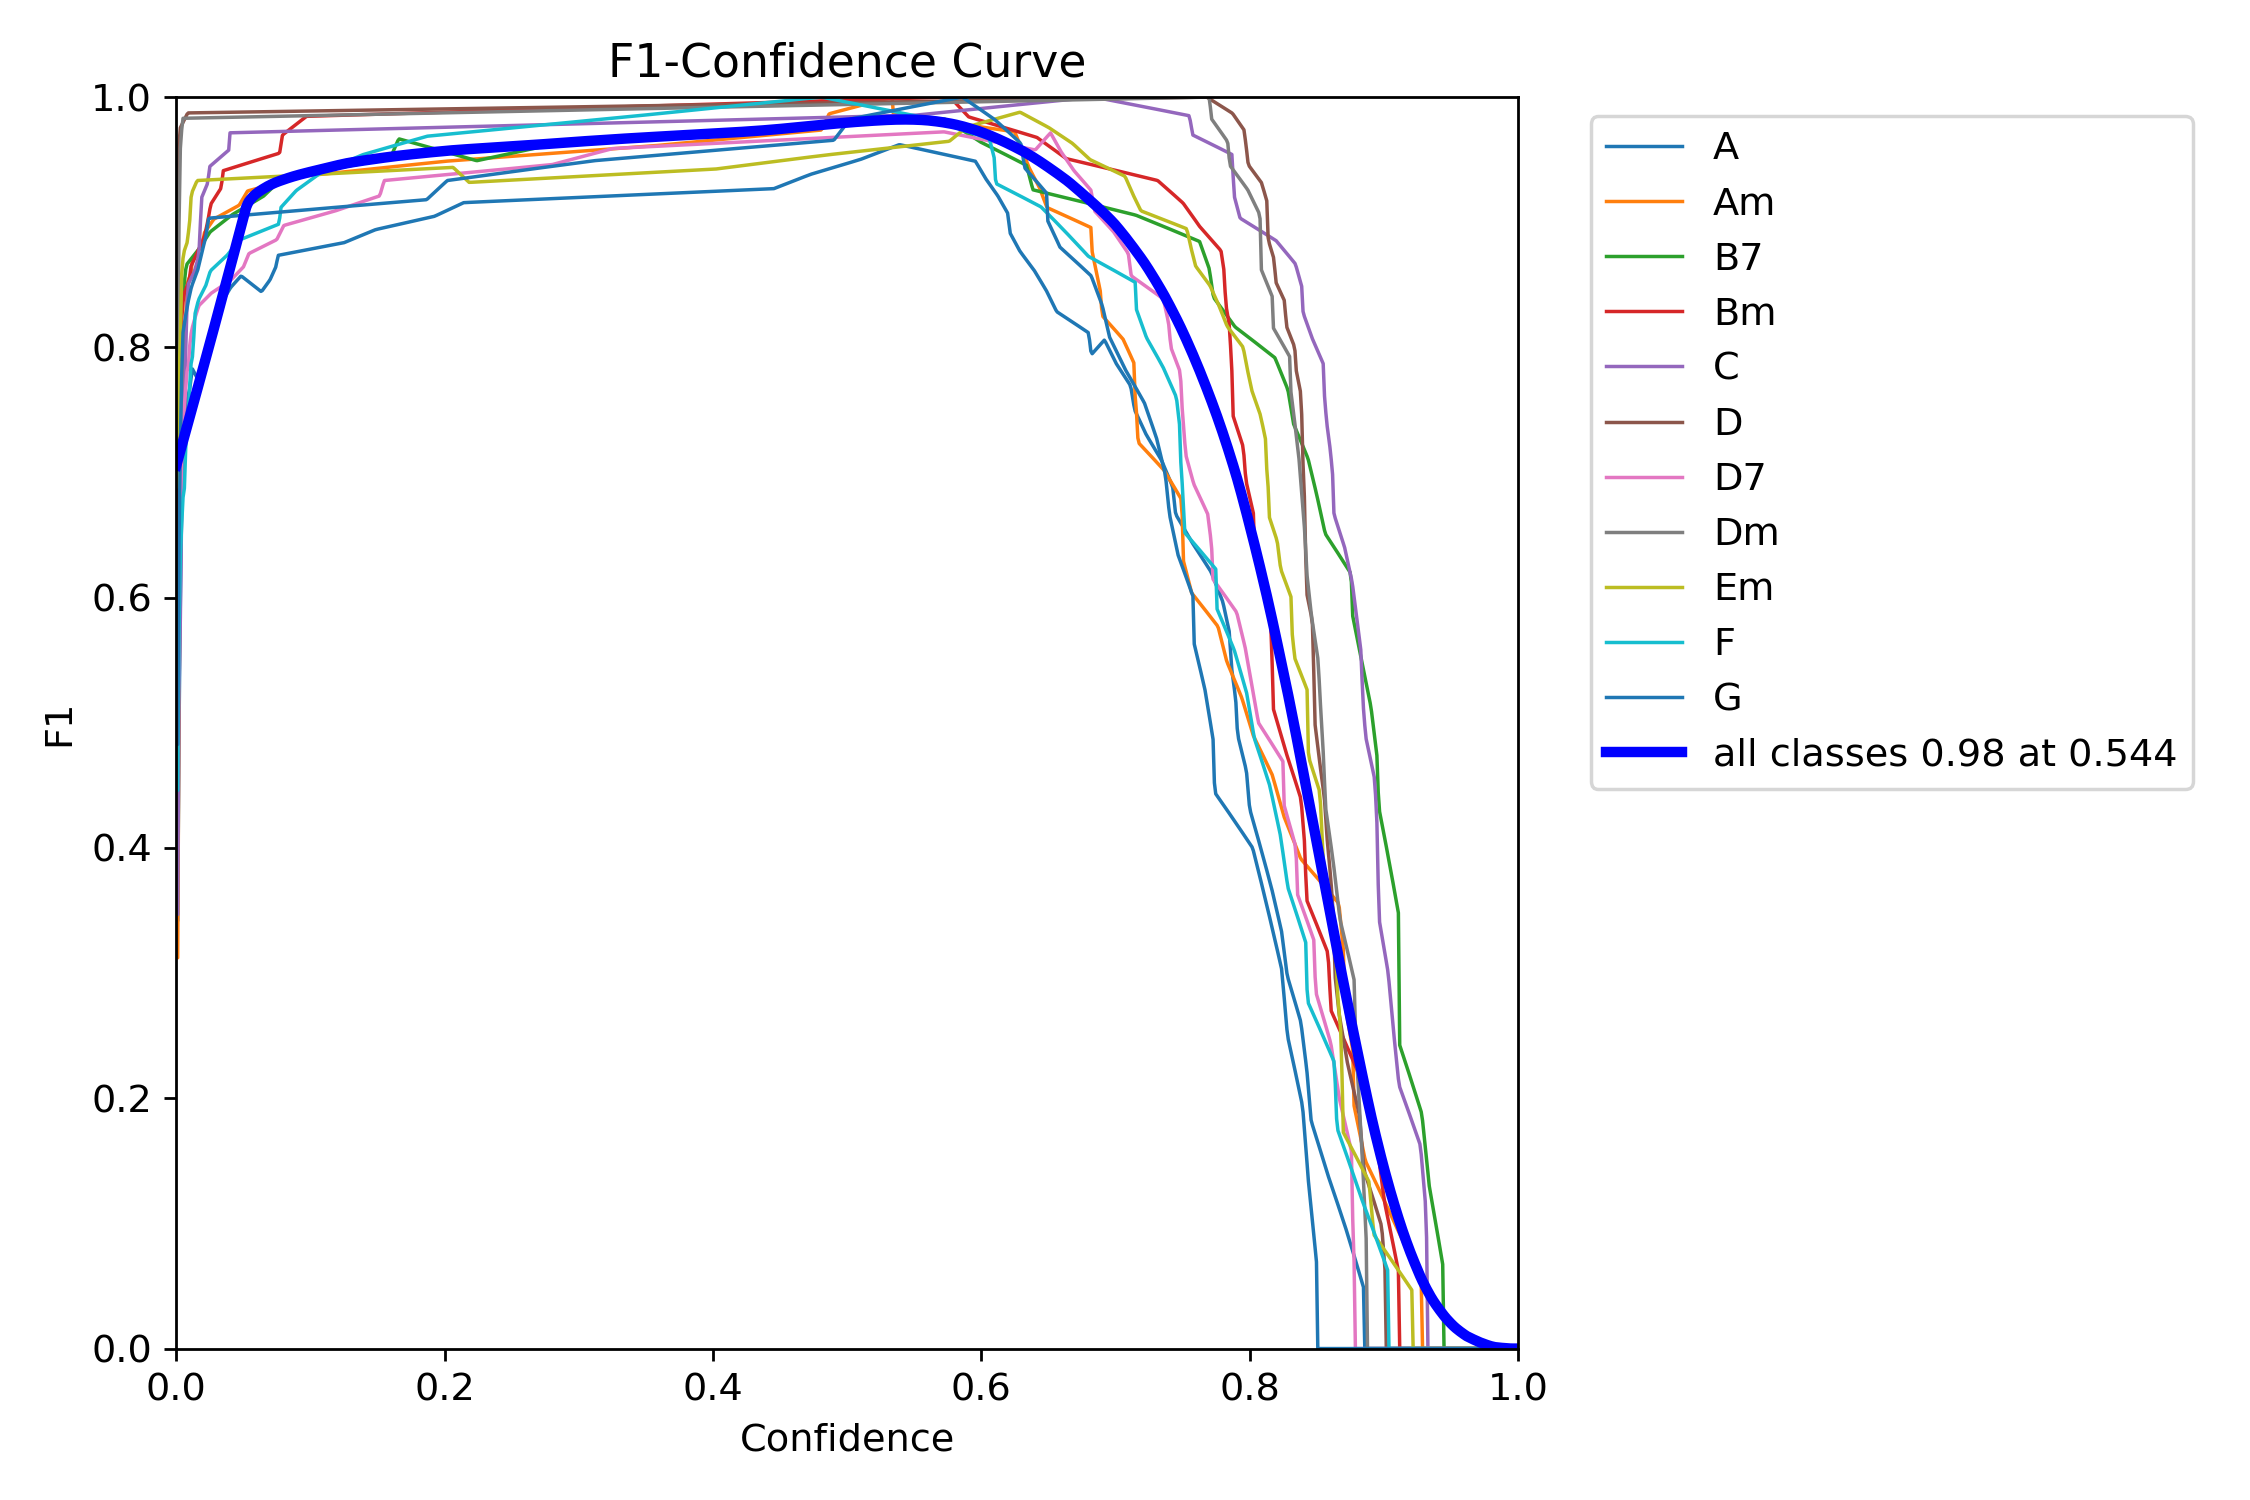 F1-Confidence Curve
1.0
0.8
0.6
0.4
0.2
0.0
F1
0.0 0.2 0.4 0.6 0.8 1.0
Confidence
A
Am
B7
Bm
C
D
D7
Dm
Em
F
G
all classes 0.98 at 0.544